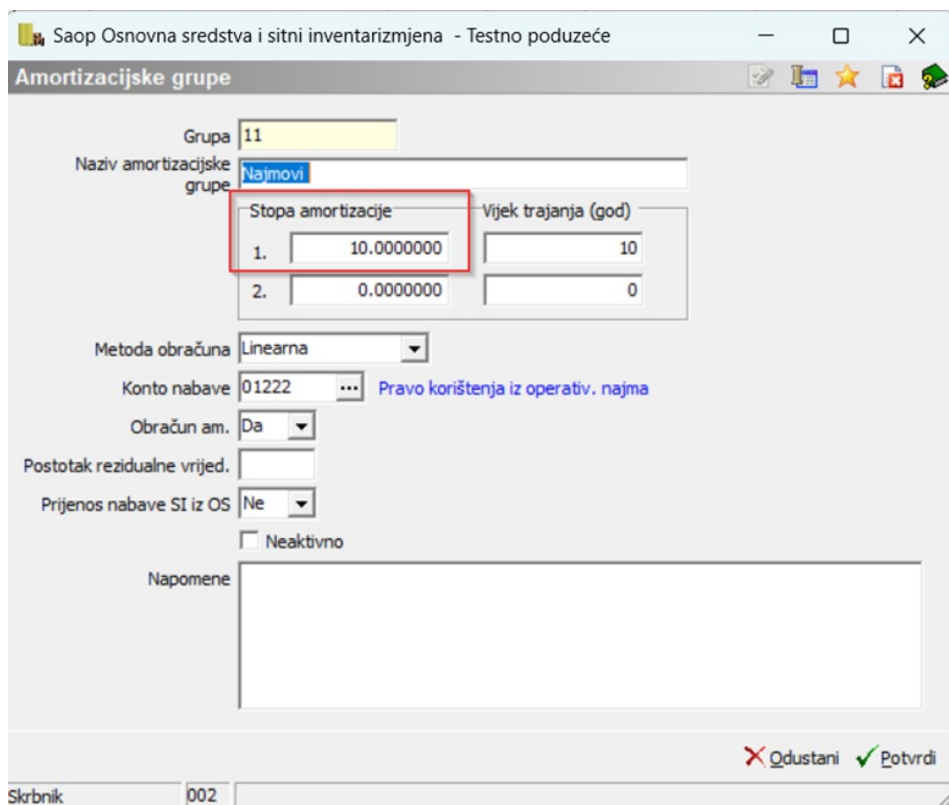 Saop Osnovna sredstva i sitni inventarizmjena - Testno poduzeće
Amortizacijske grupe
Grupa 11
Naziv amortizacijske grupe Najmovi
Stopa amortizacije Vijek trajanja (god)
1. 10.0000000 10
2. 0.0000000 0
Metoda obračuna Linearna
Konto nabave 01222 ... Pravo korištenja iz operativ. najma
Obračun am. Da
Postotak rezidualne vrijed.
Prijenos nabave SI iz OS Ne
Neaktivno
Napomene
Odustani Potvrdi
Skrbnik 002